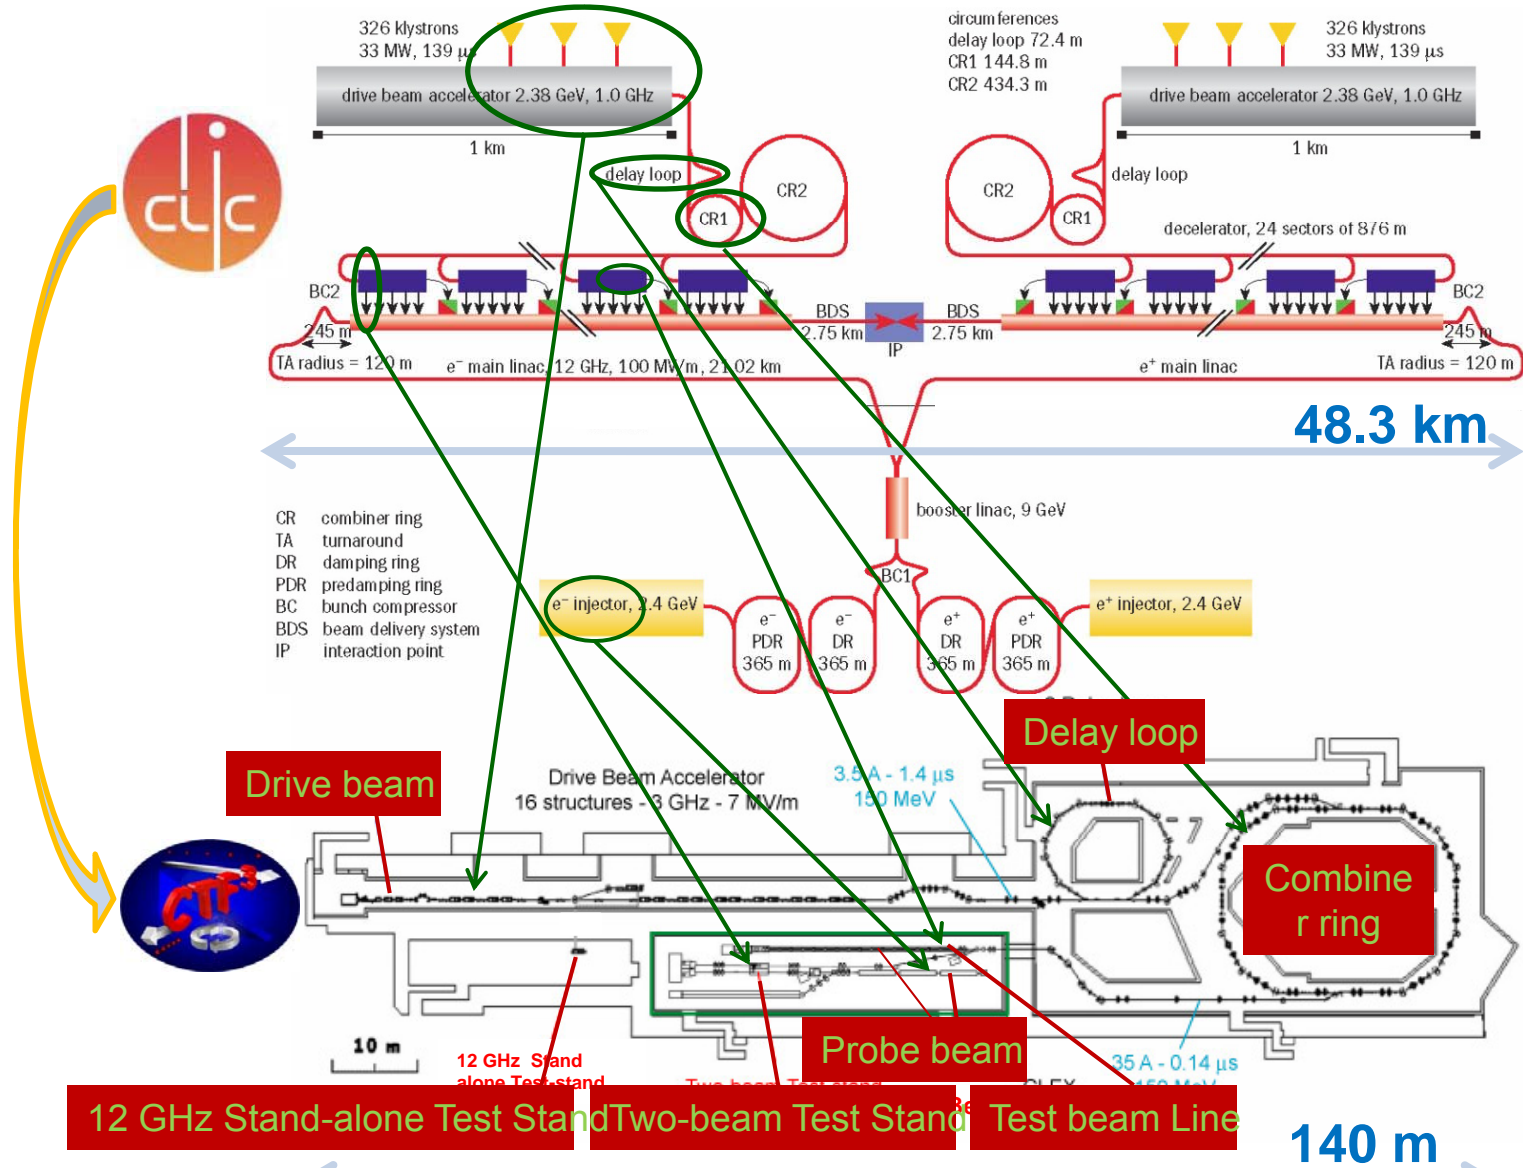 326 klystrons
33 MW, 139 μs
circumferences
delay loop 72.4 m
CR1 144.8 m
CR2 434.3 m
326 klystrons
33 MW, 139 μs
drive beam accelerator 2.38 GeV, 1.0 GHz
drive beam accelerator 2.38 GeV, 1.0 GHz
1 km
1 km
clic
delay loop
CR1
CR2
CR2
CR1
delay loop
decelerator, 24 sectors of 876 m
BC2
245 m
TA radius = 120 m
e⁻ main linac, 12 GHz, 100 MV/m, 21.02 km
BDS
2.75 km
IP
BDS
2.75 km
e⁺ main linac
BC2
245 m
TA radius = 120 m
48.3 km
CR combiner ring
TA turnaround
DR damping ring
PDR predamping ring
BC bunch compressor
BDS beam delivery system
IP interaction point
booster linac, 9 GeV
BC1
e⁻ injector, 2.4 GeV
e⁻
PDR
365 m
e⁻
DR
365 m
e⁺
DR
365 m
e⁺
PDR
365 m
e⁺ injector, 2.4 GeV
Delay loop
Drive beam
Drive Beam Accelerator
16 structures - 3 GHz - 7 MV/m
3.5 A - 1.4 μs
150 MeV
CTF3
Combine
r ring
10 m
12 GHz Stand
alone Test-stand
Probe beam
35 A - 0.14 μs
150 MeV
Two-beam Test stand
CLEX
12 GHz Stand-alone Test Stand
Two-beam Test Stand
Test beam Line
140 m